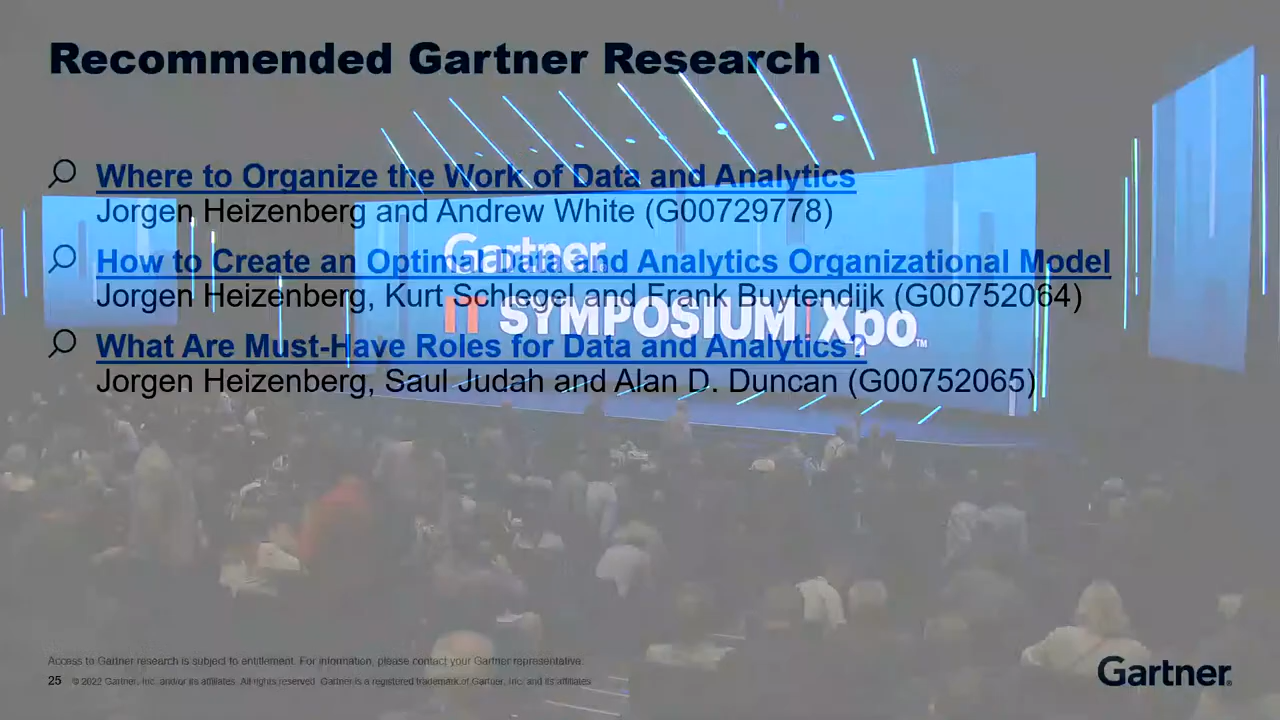 Recommended Gartner Research
Where to Organize the Work of Data and Analytics
Jorgen Heizenberg and Andrew White (G00729778)
How to Create an Optimal Data and Analytics Organizational Model
Jorgen Heizenberg, Kurt Schlegel and Frank Buytendijk (G00752064)
What Are Must-Have Roles for Data and Analytics?
Jorgen Heizenberg, Saul Judah and Alan D. Duncan (G00752065)
Gartner
IT SYMPOSIUM | Xpo™
Access to Gartner research is subject to entitlement. For information, please contact your Gartner representative.
25 © 2022 Gartner, Inc. and/or its affiliates. All rights reserved. Gartner is a registered trademark of Gartner, Inc. and its affiliates.
Gartner®